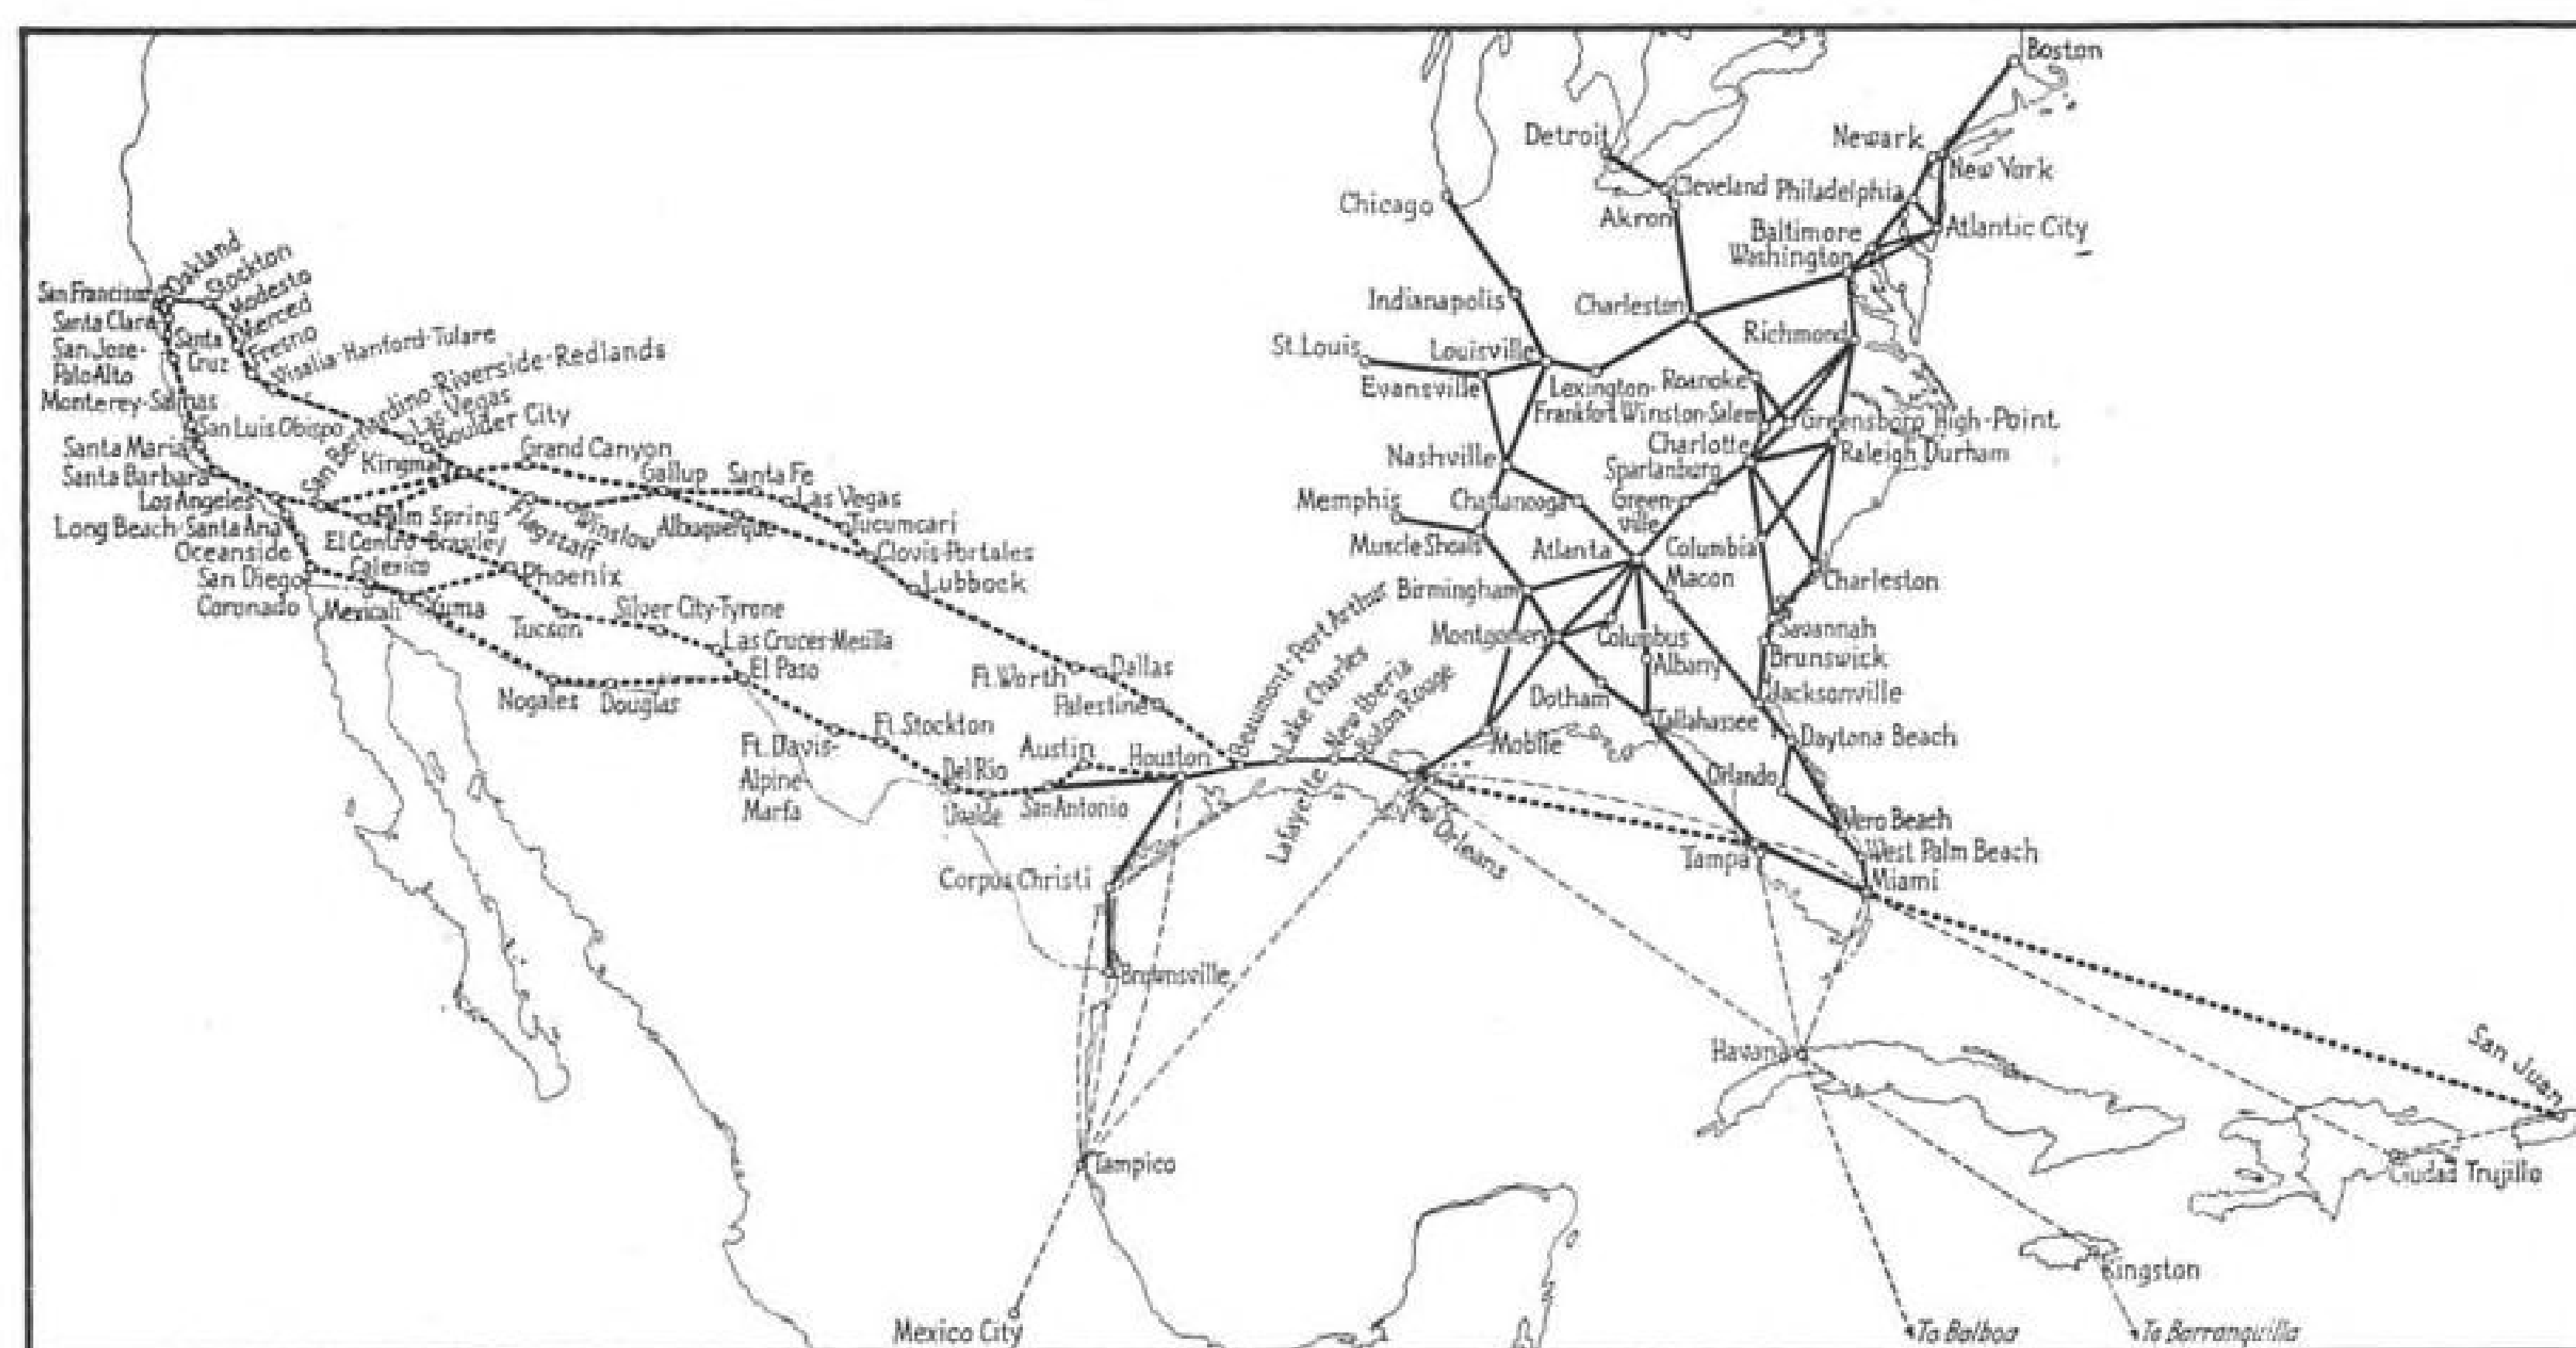 Boston
Detroit
Newark
New York
Cleveland
Philadelphia
Chicago
Akron
Baltimore
Atlantic City
Washington
Oakland
Stockton
San Francisco
Modesto
Indianapolis
Charleston
Santa Clara
Merced
Richmond
Santa
Cruz
Fresno
San Jose-
Palo Alto
Visalia-Hanford-Tulare
St. Louis
Louisville
Evansville
Lexington-
Frankfort
Roanoke
Monterey-Salinas
San Bernardino-Riverside-Redlands
Las Vegas
Boulder City
Winston-Salem
Greensboro High-Point
San Luis Obispo
Santa Maria
Charlotte
Raleigh Durham
Grand Canyon
Kingman
Nashville
Spartanburg
Santa Barbara
Gallup
Santa Fe
Los Angeles
Las Vegas
Memphis
Chattanooga
Green-
ville
Palm Spring
Flagstaff
Winslow
Albuquerque
Tucumcari
Long Beach-Santa Ana
El Centro-Brawley
Oceanside
Clovis-Portales
Muscle Shoals
Atlanta
Columbia
Calexico
San Diego
Coronado
Phoenix
Lubbock
Macon
Charleston
Birmingham
Mexicali
Yuma
Silver City-Tyrone
Tucson
Las Cruces-Mesilla
Beaumont-Port Arthur
Montgomery
Columbus
Savannah
Brunswick
Albany
El Paso
Ft. Worth
Dallas
Lake Charles
New Iberia
Baton Rouge
Nogales
Douglas
Palestine
Dotham
Jacksonville
Tallahassee
Ft. Stockton
Ft. Davis-
Alpine-
Marfa
Austin
Houston
Mobile
Daytona Beach
Del Rio
Orlando
Uvalde
San Antonio
Lafayette
Orleans
Vero Beach
West Palm Beach
Tampa
Miami
Corpus Christi
Brownsville
Havana
San Juan
Tampico
Ciudad Trujillo
Kingston
Mexico City
To Balboa
To Barranquilla